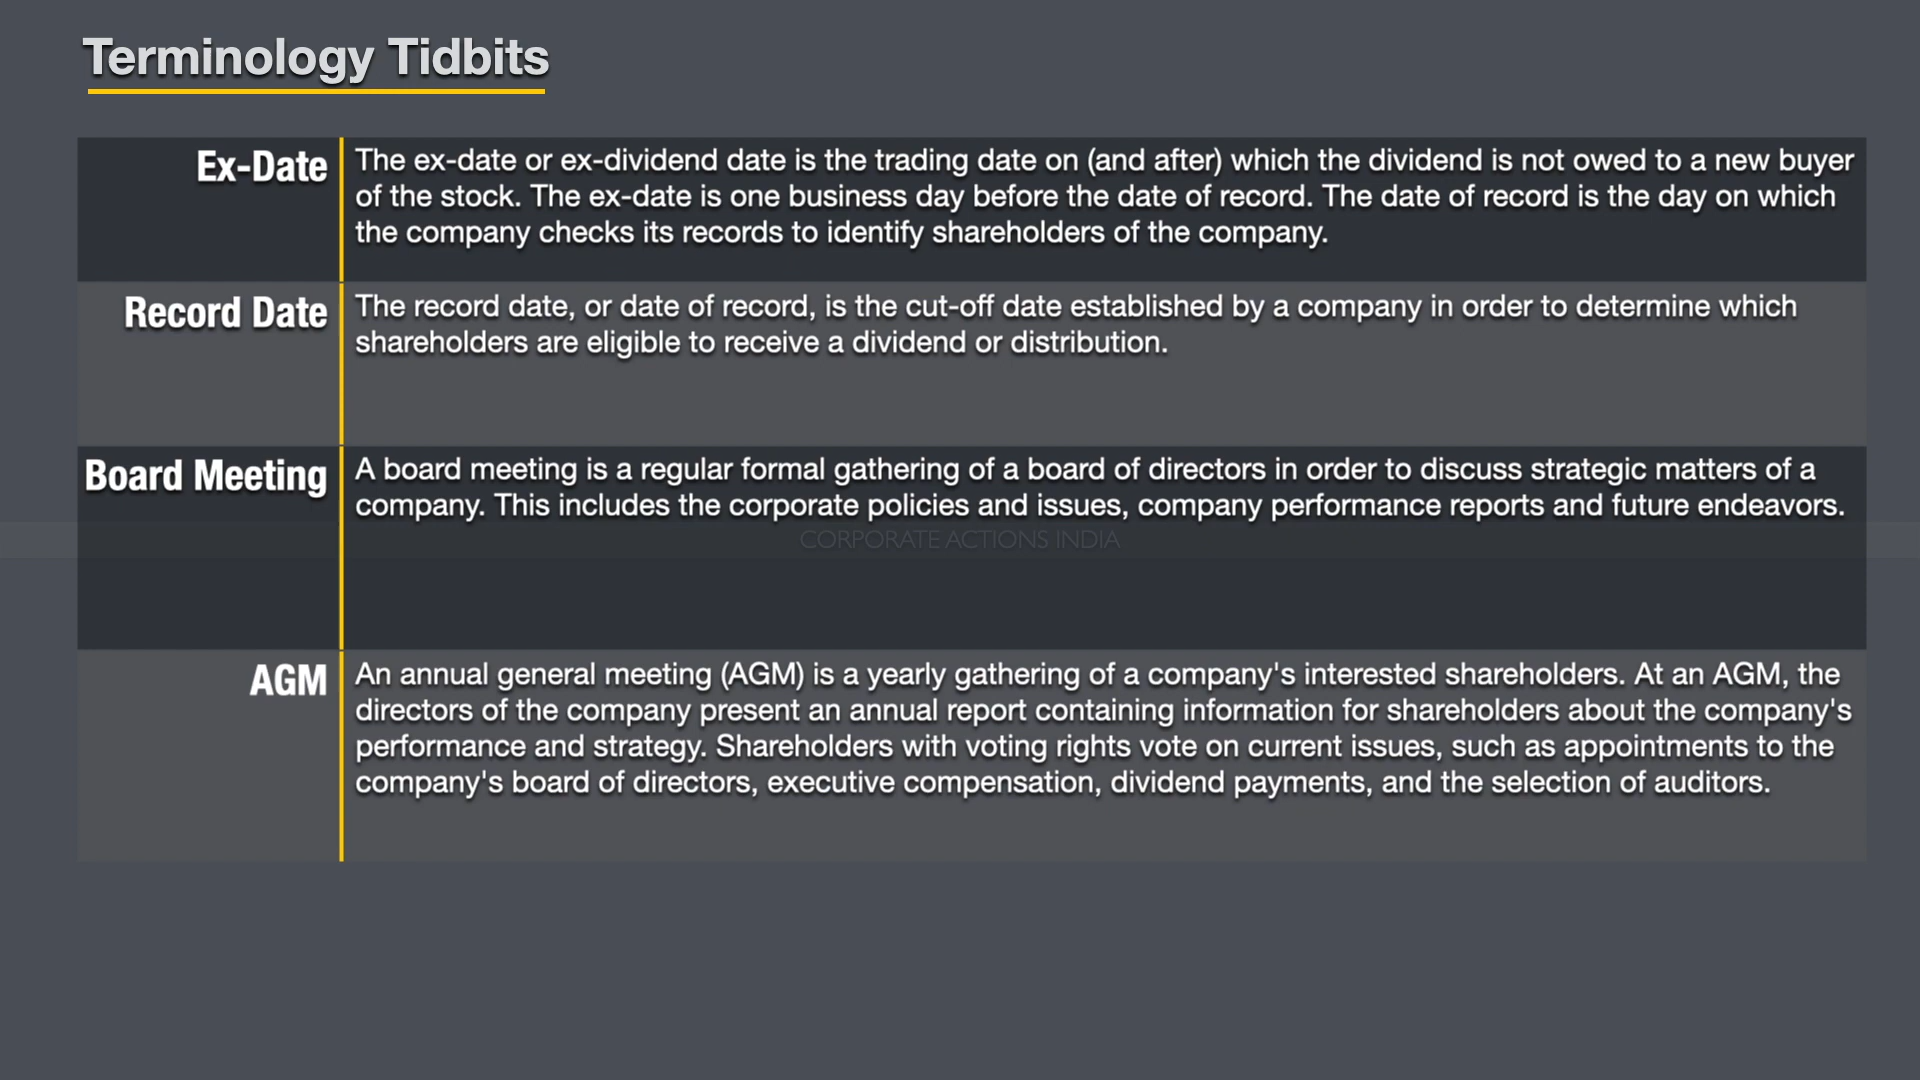 Terminology Tidbits
Ex-Date
The ex-date or ex-dividend date is the trading date on (and after) which the dividend is not owed to a new buyer
of the stock. The ex-date is one business day before the date of record. The date of record is the day on which
the company checks its records to identify shareholders of the company.
Record Date
The record date, or date of record, is the cut-off date established by a company in order to determine which
shareholders are eligible to receive a dividend or distribution.
Board Meeting
A board meeting is a regular formal gathering of a board of directors in order to discuss strategic matters of a
company. This includes the corporate policies and issues, company performance reports and future endeavors.
CORPORATE ACTIONS INDIA
AGM
An annual general meeting (AGM) is a yearly gathering of a company's interested shareholders. At an AGM, the
directors of the company present an annual report containing information for shareholders about the company's
performance and strategy. Shareholders with voting rights vote on current issues, such as appointments to the
company's board of directors, executive compensation, dividend payments, and the selection of auditors.